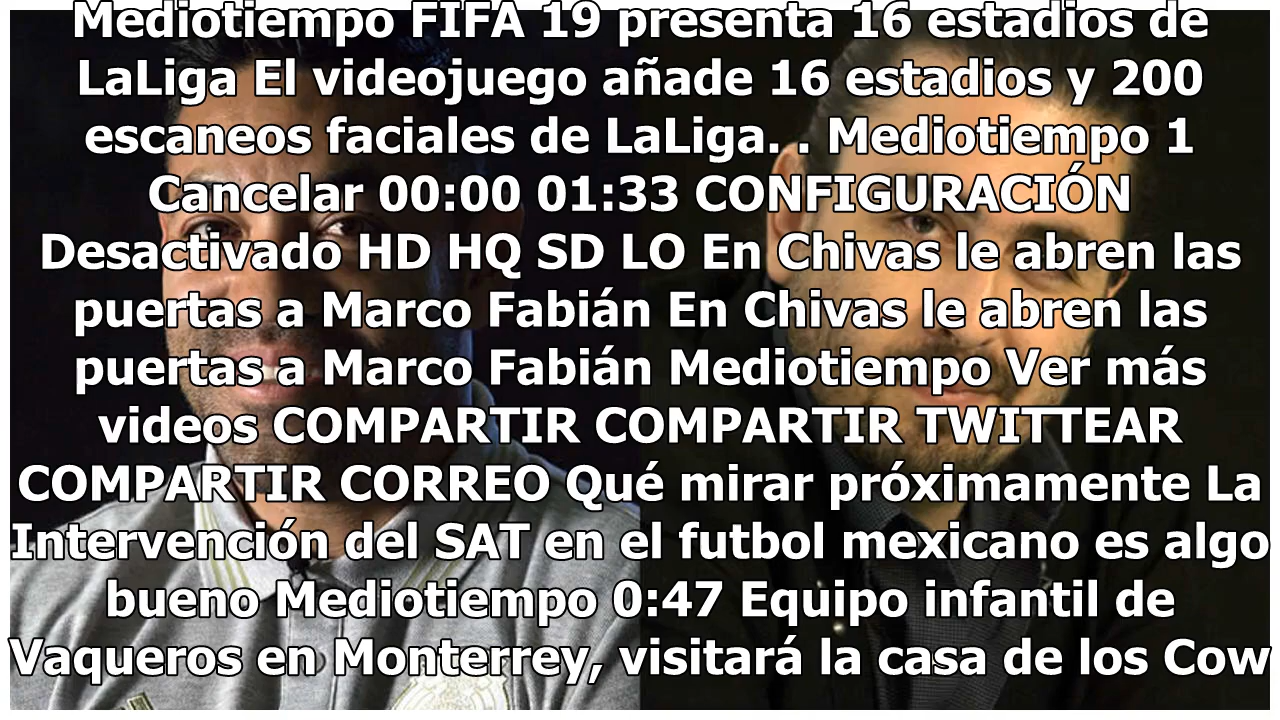 Mediotiempo FIFA 19 presenta 16 estadios de
LaLiga El videojuego añade 16 estadios y 200
escaneos faciales de LaLiga. . Mediotiempo 1
Cancelar 00:00 01:33 CONFIGURACIÓN
Desactivado HD HQ SD LO En Chivas le abren las
puertas a Marco Fabián En Chivas le abren las
puertas a Marco Fabián Mediotiempo Ver más
videos COMPARTIR COMPARTIR TWITTEAR
COMPARTIR CORREO Qué mirar próximamente La
Intervención del SAT en el futbol mexicano es algo
bueno Mediotiempo 0:47 Equipo infantil de
Vaqueros en Monterrey, visitará la casa de los Cow